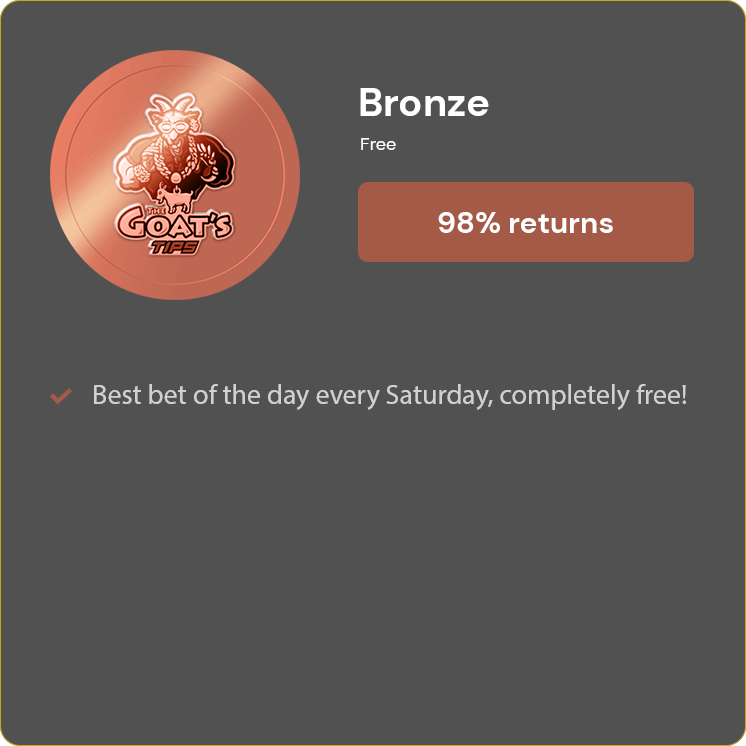 Bronze
Free
98% returns
THE
GOAT'S
TIPS
Best bet of the day every Saturday, completely free!